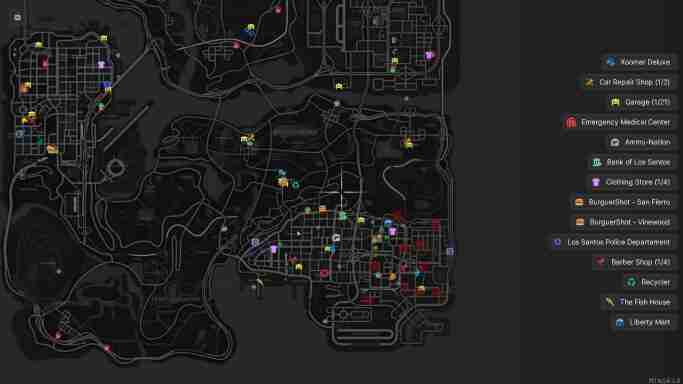 Xoomer Deluxe
Car Repair Shop (1/2)
Garage (1/21)
Emergency Medical Center
Ammu-Nation
Bank of Los Santos
Clothing Store (1/4)
BurguerShot - San Fierro
BurguerShot - Vinewood
Los Santos Police Departament
Barber Shop (1/4)
Recycler
The Fish House
Liberty Mart